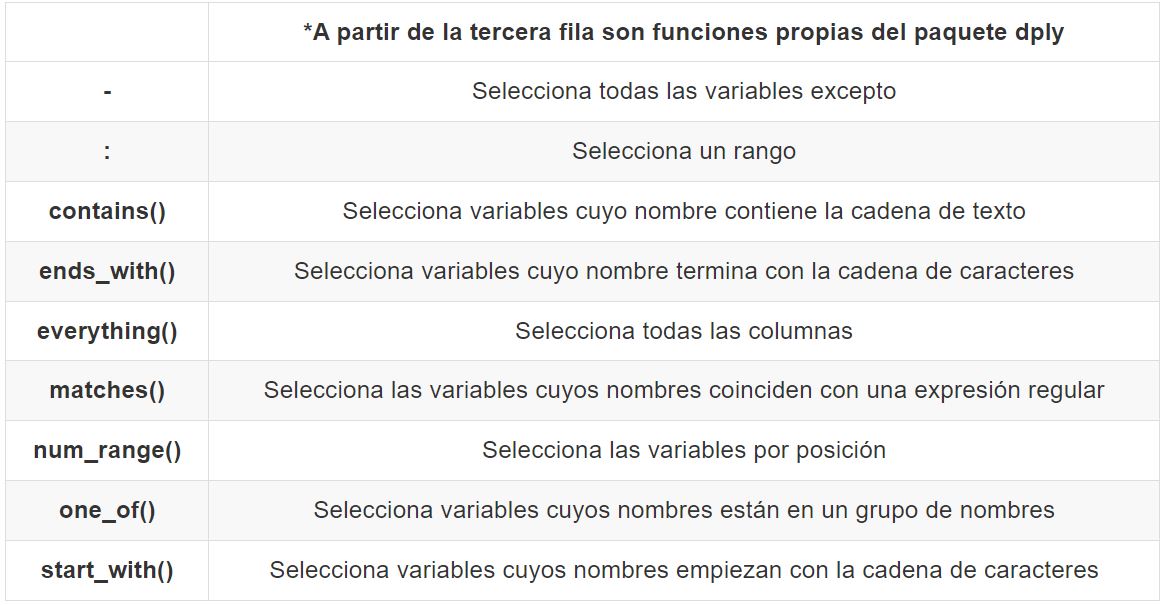 *A partir de la tercera fila son funciones propias del paquete dply
- Selecciona todas las variables excepto
: Selecciona un rango
contains() Selecciona variables cuyo nombre contiene la cadena de texto
ends_with() Selecciona variables cuyo nombre termina con la cadena de caracteres
everything() Selecciona todas las columnas
matches() Selecciona las variables cuyos nombres coinciden con una expresión regular
num_range() Selecciona las variables por posición
one_of() Selecciona variables cuyos nombres están en un grupo de nombres
start_with() Selecciona variables cuyos nombres empiezan con la cadena de caracteres